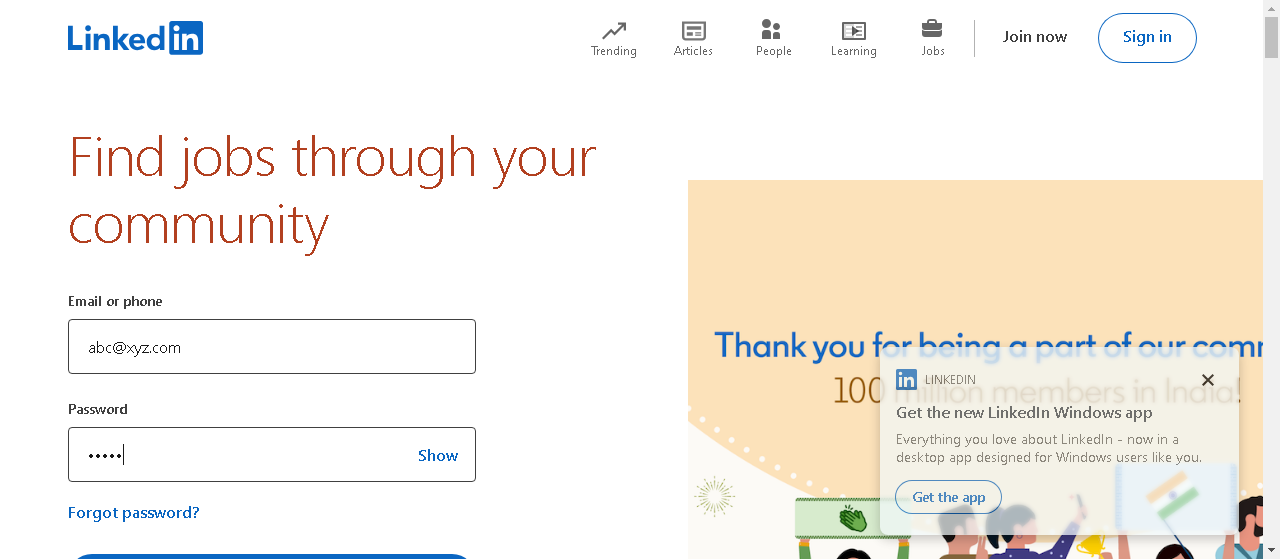 LinkedIn
Trending
Articles
People
Learning
Jobs
Join now
Sign in
Find jobs through your
community
Email or phone
abc@xyz.com
Password
•••••
Show
Forgot password?
Thank you for being a part of our comm
100 million members in India!
in LINKEDIN
Get the new LinkedIn Windows app
Everything you love about LinkedIn - now in a
desktop app designed for Windows users like you.
Get the app